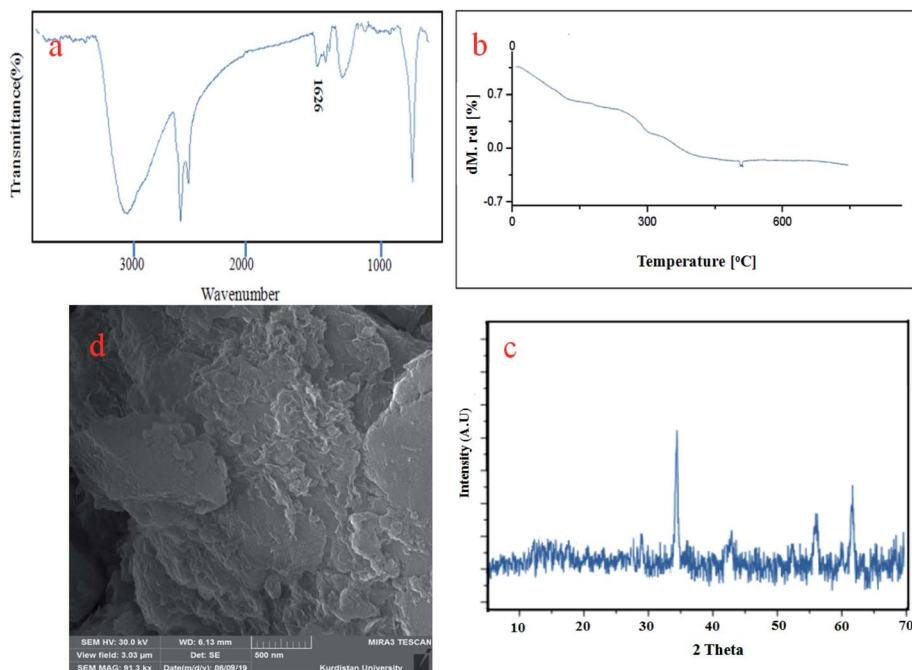 a
Transmittance(%)
1626
3000 2000 1000
Wavenumber
b
0
dM. rel [%]
0.7
0.0
-0.7
0 300 600
Temperature [°C]
d
SEM HV: 30.0 kV WD: 6.13 mm MIRA3 TESCAN
View field: 3.03 µm Det: SE 500 nm
SEM MAG: 91.3 kx Date(m/d/y): 06/09/19 Kurdistan University
c
Intensity (A.U)
10 20 30 40 50 60 70
2 Theta